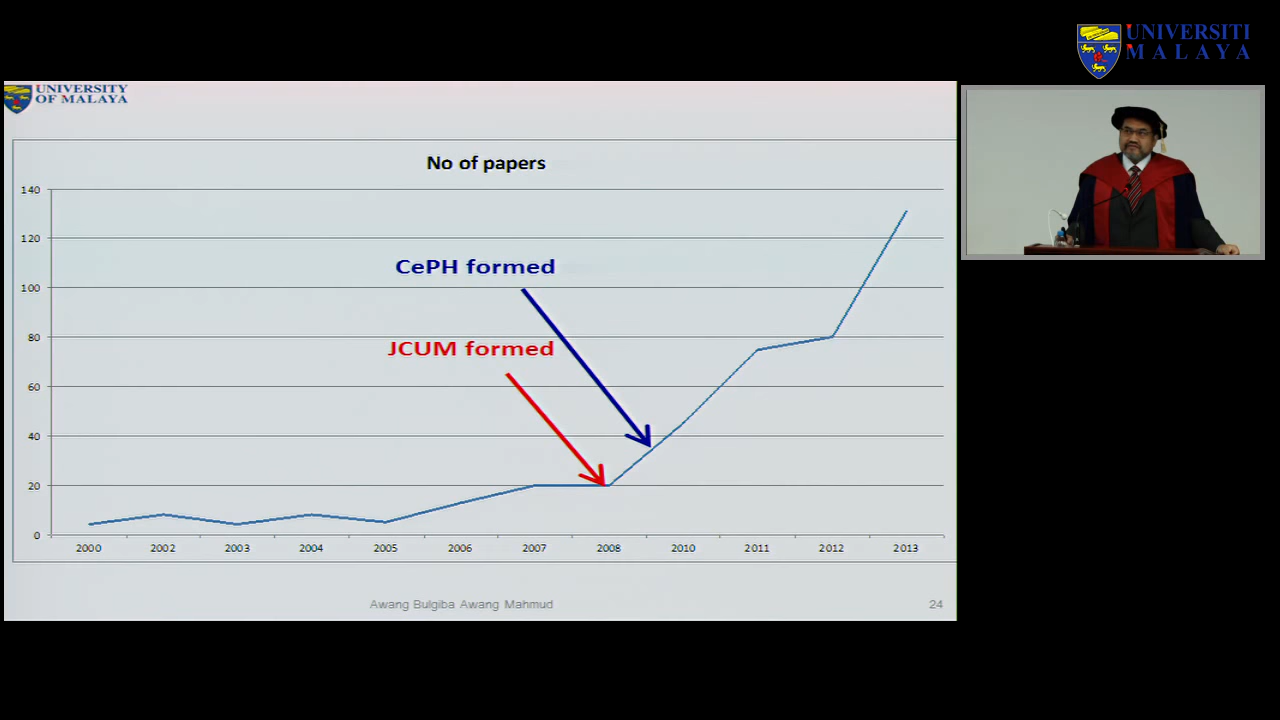 UNIVERSITI
MALAYA
UNIVERSITY
OF MALAYA
No of papers
140
120
100
80
60
40
20
0
CePH formed
JCUM formed
2000 2002 2003 2004 2005 2006 2007 2008 2010 2011 2012 2013
Awang Bulgiba Awang Mahmud
24